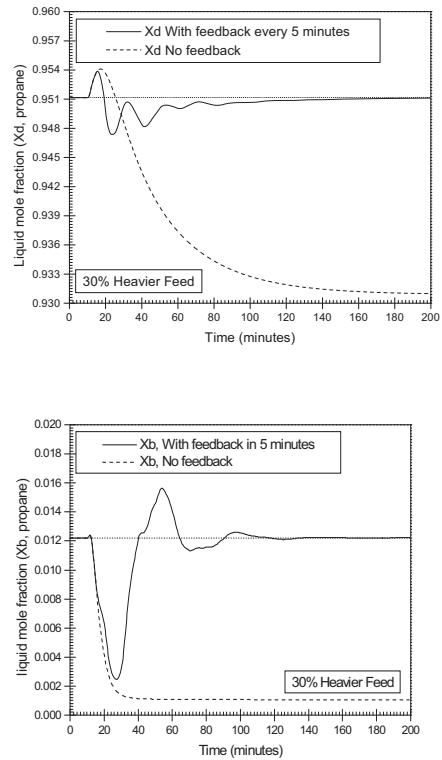 0.960
0.957
0.954
0.951
0.948
0.945
0.942
0.939
0.936
0.933
0.930
Liquid mole fraction (Xd, propane)
Xd With feedback every 5 minutes
Xd No feedback
30% Heavier Feed
0 20 40 60 80 100 120 140 160 180 200
Time (minutes)
0.020
0.018
0.016
0.014
0.012
0.010
0.008
0.006
0.004
0.002
0.000
liquid mole fraction (Xb, propane)
Xb, With feedback in 5 minutes
Xb, No feedback
30% Heavier Feed
0 20 40 60 80 100 120 140 160 180 200
Time (minutes)